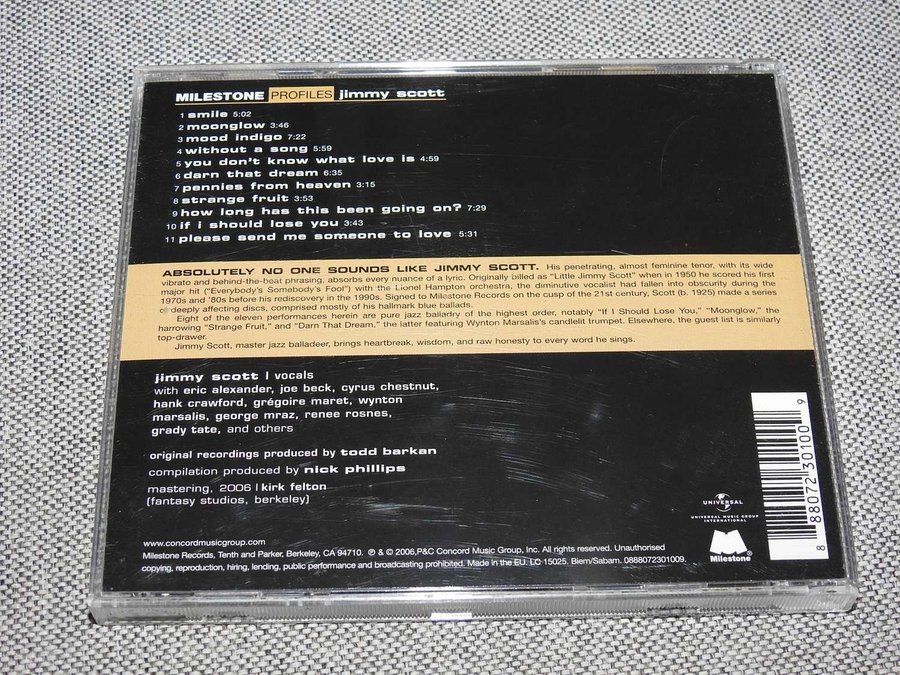 MILESTONE PROFILES jimmy scott
1 smile 5:02
2 moonglow 3:46
3 mood indigo 7:22
4 without a song 5:59
5 you don't know what love is 4:59
6 darn that dream 6:35
7 pennies from heaven 3:15
8 strange fruit 3:53
9 how long has this been going on? 7:29
10 if i should lose you 3:43
11 please send me someone to love 5:31
ABSOLUTELY NO ONE SOUNDS LIKE JIMMY SCOTT. His penetrating, almost feminine tenor, with its wide
vibrato and behind-the-beat phrasing, absorbs every nuance of a lyric. Originally billed as "Little Jimmy Scott" when in 1950 he scored his first
major hit ("Everybody's Somebody's Fool") with the Lionel Hampton orchestra, the diminutive vocalist had fallen into obscurity during the
1970s and '80s before his rediscovery in the 1990s. Signed to Milestone Records on the cusp of the 21st century, Scott (b. 1925) made a series
of deeply affecting discs, comprised mostly of his hallmark blue ballads.
Eight of the eleven performances herein are pure jazz balladry of the highest order, notably "If I Should Lose You," "Moonglow," the
harrowing "Strange Fruit," and "Darn That Dream," the latter featuring Wynton Marsalis's candlelit trumpet. Elsewhere, the guest list is similarly
top-drawer.
Jimmy Scott, master jazz balladeer, brings heartbreak, wisdom, and raw honesty to every word he sings.
jimmy scott | vocals
with eric alexander, joe beck, cyrus chestnut,
hank crawford, grégoire maret, wynton
marsalis, george mraz, renee rosnes,
grady tate, and others
original recordings produced by todd barkan
compilation produced by nick phillips
mastering, 2006 | kirk felton
(fantasy studios, berkeley)
www.concordmusicgroup.com
Milestone Records, Tenth and Parker, Berkeley, CA 94710. ℗ & © 2006,P&C Concord Music Group, Inc. All rights reserved. Unauthorised
copying, reproduction, hiring, lending, public performance and broadcasting prohibited. Made in the EU. LC 15025. Biem/Sabam. 0888072301009.
UNIVERSAL
UNIVERSAL MUSIC GROUP
INTERNATIONAL
Milestone®
8 88072 30100 9